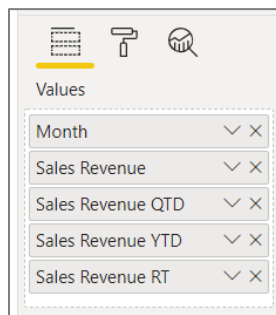 Values
Month
Sales Revenue
Sales Revenue QTD
Sales Revenue YTD
Sales Revenue RT